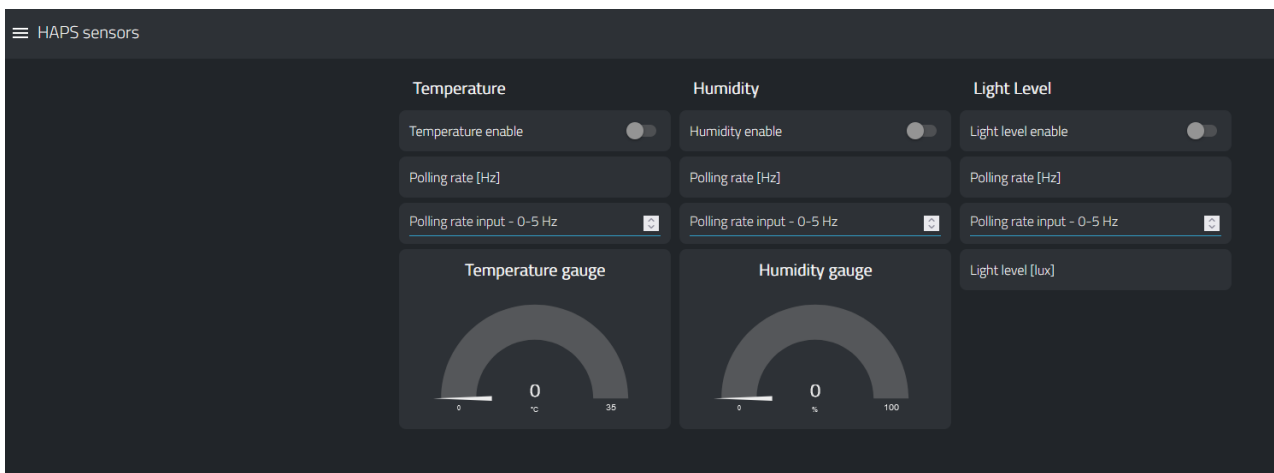 HAPS sensors
Temperature
Humidity
Light Level
Temperature enable
Humidity enable
Light level enable
Polling rate [Hz]
Polling rate [Hz]
Polling rate [Hz]
Polling rate input - 0-5 Hz
Polling rate input - 0-5 Hz
Polling rate input - 0-5 Hz
Temperature gauge
Humidity gauge
Light level [lux]
0
0
0
°C
35
0
%
100